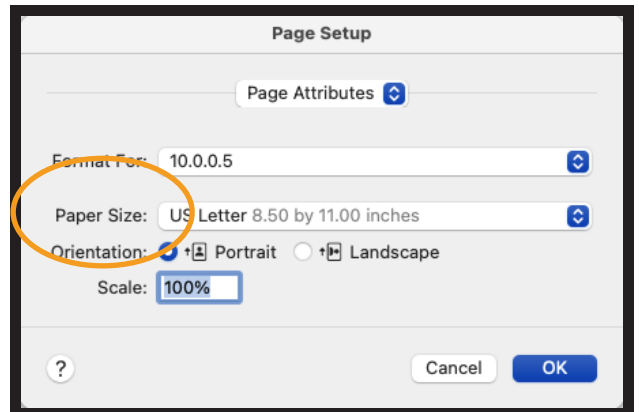 Page Setup
Page Attributes
Format For: 10.0.0.5
Paper Size: US Letter 8.50 by 11.00 inches
Orientation: Portrait Landscape
Scale: 100%
? Cancel OK